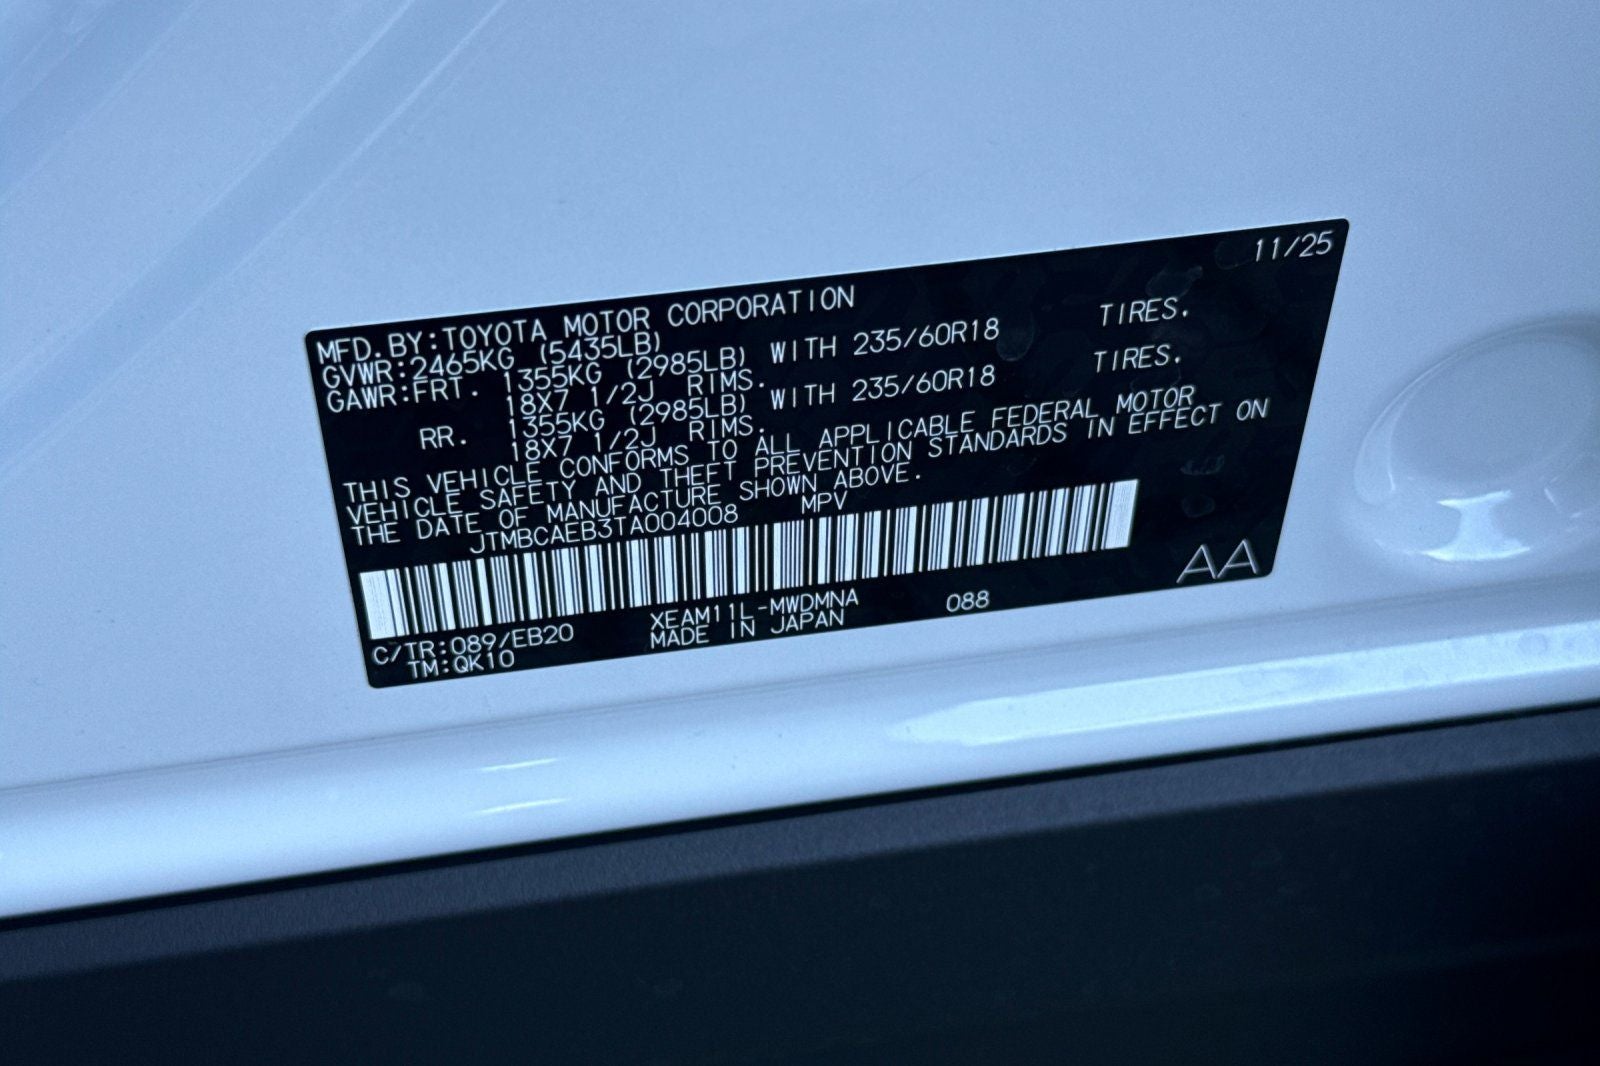 11/25
MFD.BY:TOYOTA MOTOR CORPORATION
GVWR:2465KG (5435LB)
GAWR:FRT. 1355KG (2985LB) WITH 235/60R18 TIRES.
18X7 1/2J RIMS.
RR. 1355KG (2985LB) WITH 235/60R18 TIRES.
18X7 1/2J RIMS.
THIS VEHICLE CONFORMS TO ALL APPLICABLE FEDERAL MOTOR
VEHICLE SAFETY AND THEFT PREVENTION STANDARDS IN EFFECT ON
THE DATE OF MANUFACTURE SHOWN ABOVE.
JTMBCAEB3TA004008 MPV
AA
C/TR:089/EB20 XEAM11L-MWDMNA 088
TM:QK10 MADE IN JAPAN